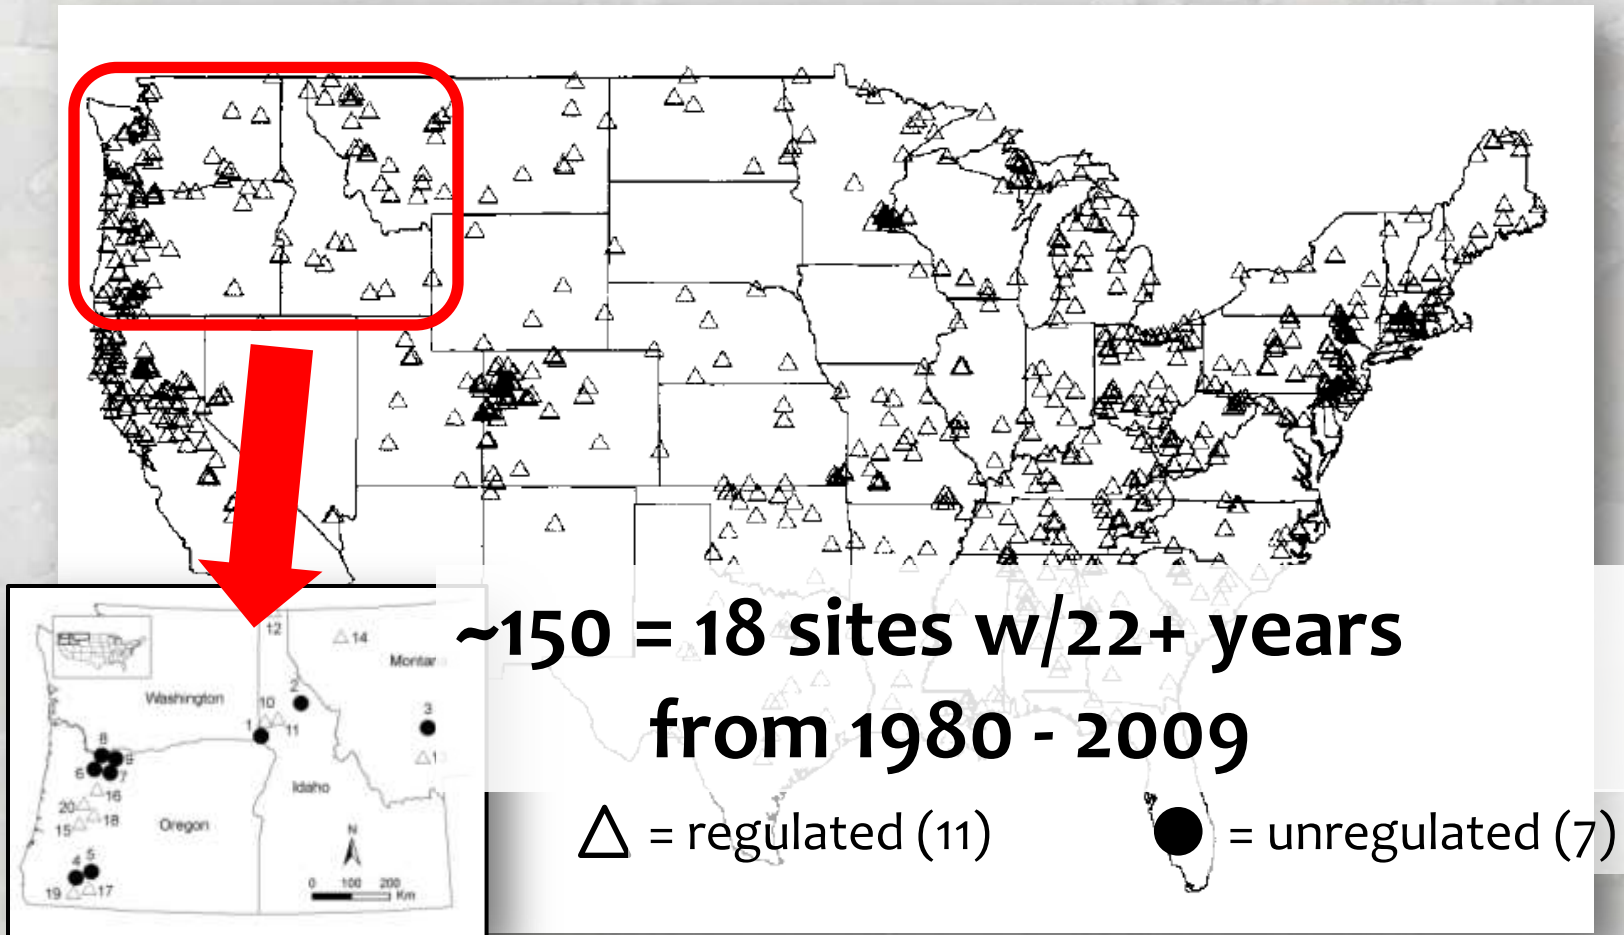 ~150 = 18 sites w/22+ years
from 1980 - 2009
△ = regulated (11)
● = unregulated (7)
12
14
Washington
2
10
3
1
11
8
9
6
7
16
Idaho
20
18
15
Oregon
N
5
4
0 100 200
Km
19
17